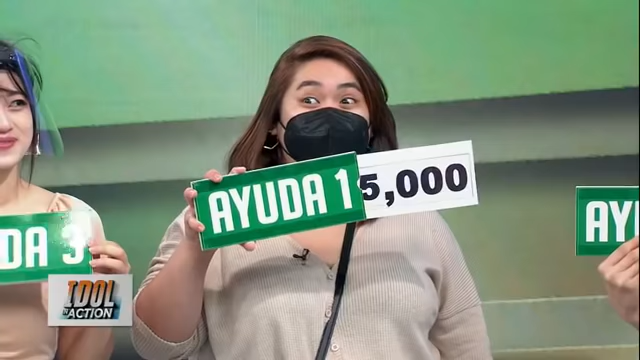 AYUDA 1
5,000
DA 3
AY
IDOL
IN ACTION